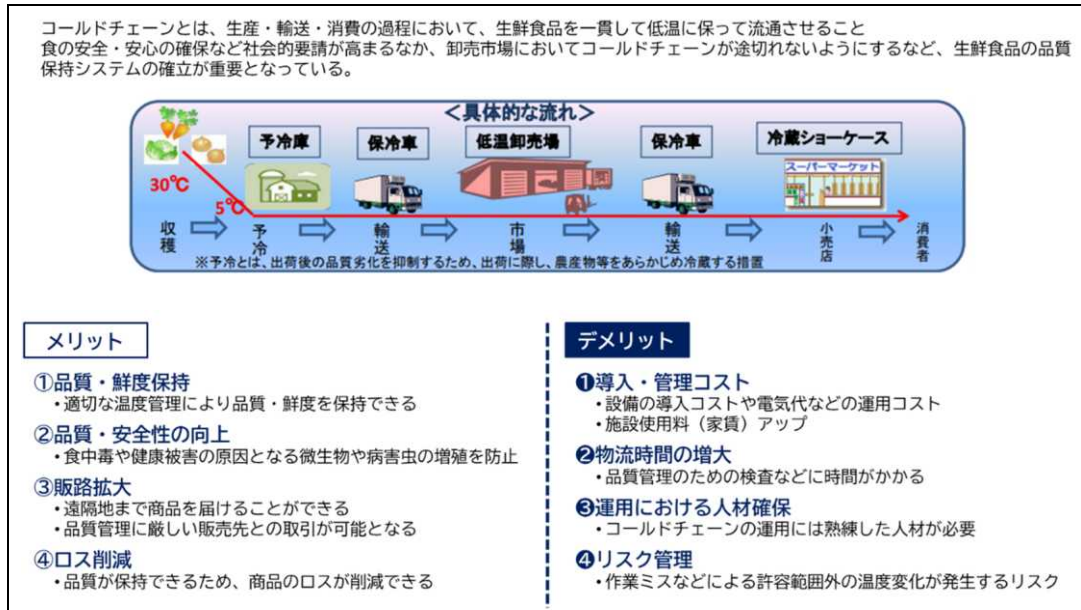 コールドチェーンとは、生産・輸送・消費の過程において、生鮮食品を一貫して低温に保って流通させること
食の安全・安心の確保など社会的要請が高まるなか、卸売市場においてコールドチェーンが途切れないようにするなど、生鮮食品の品質
保持システムの確立が重要となっている。
＜具体的な流れ＞
予冷庫
保冷車
低温卸売場
保冷車
冷蔵ショーケース
スーパーマーケット
30℃
5℃
収穫
予冷
輸送
市場
輸送
小売店
消費者
※予冷とは、出荷後の品質劣化を抑制するため、出荷に際し、農産物等をあらかじめ冷蔵する措置
メリット
①品質・鮮度保持
・適切な温度管理により品質・鮮度を保持できる
②品質・安全性の向上
・食中毒や健康被害の原因となる微生物や病害虫の増殖を防止
③販路拡大
・遠隔地まで商品を届けることができる
・品質管理に厳しい販売先との取引が可能となる
④ロス削減
・品質が保持できるため、商品のロスが削減できる
デメリット
❶導入・管理コスト
・設備の導入コストや電気代などの運用コスト
・施設使用料（家賃）アップ
❷物流時間の増大
・品質管理のための検査などに時間がかかる
❸運用における人材確保
・コールドチェーンの運用には熟練した人材が必要
❹リスク管理
・作業ミスなどによる許容範囲外の温度変化が発生するリスク